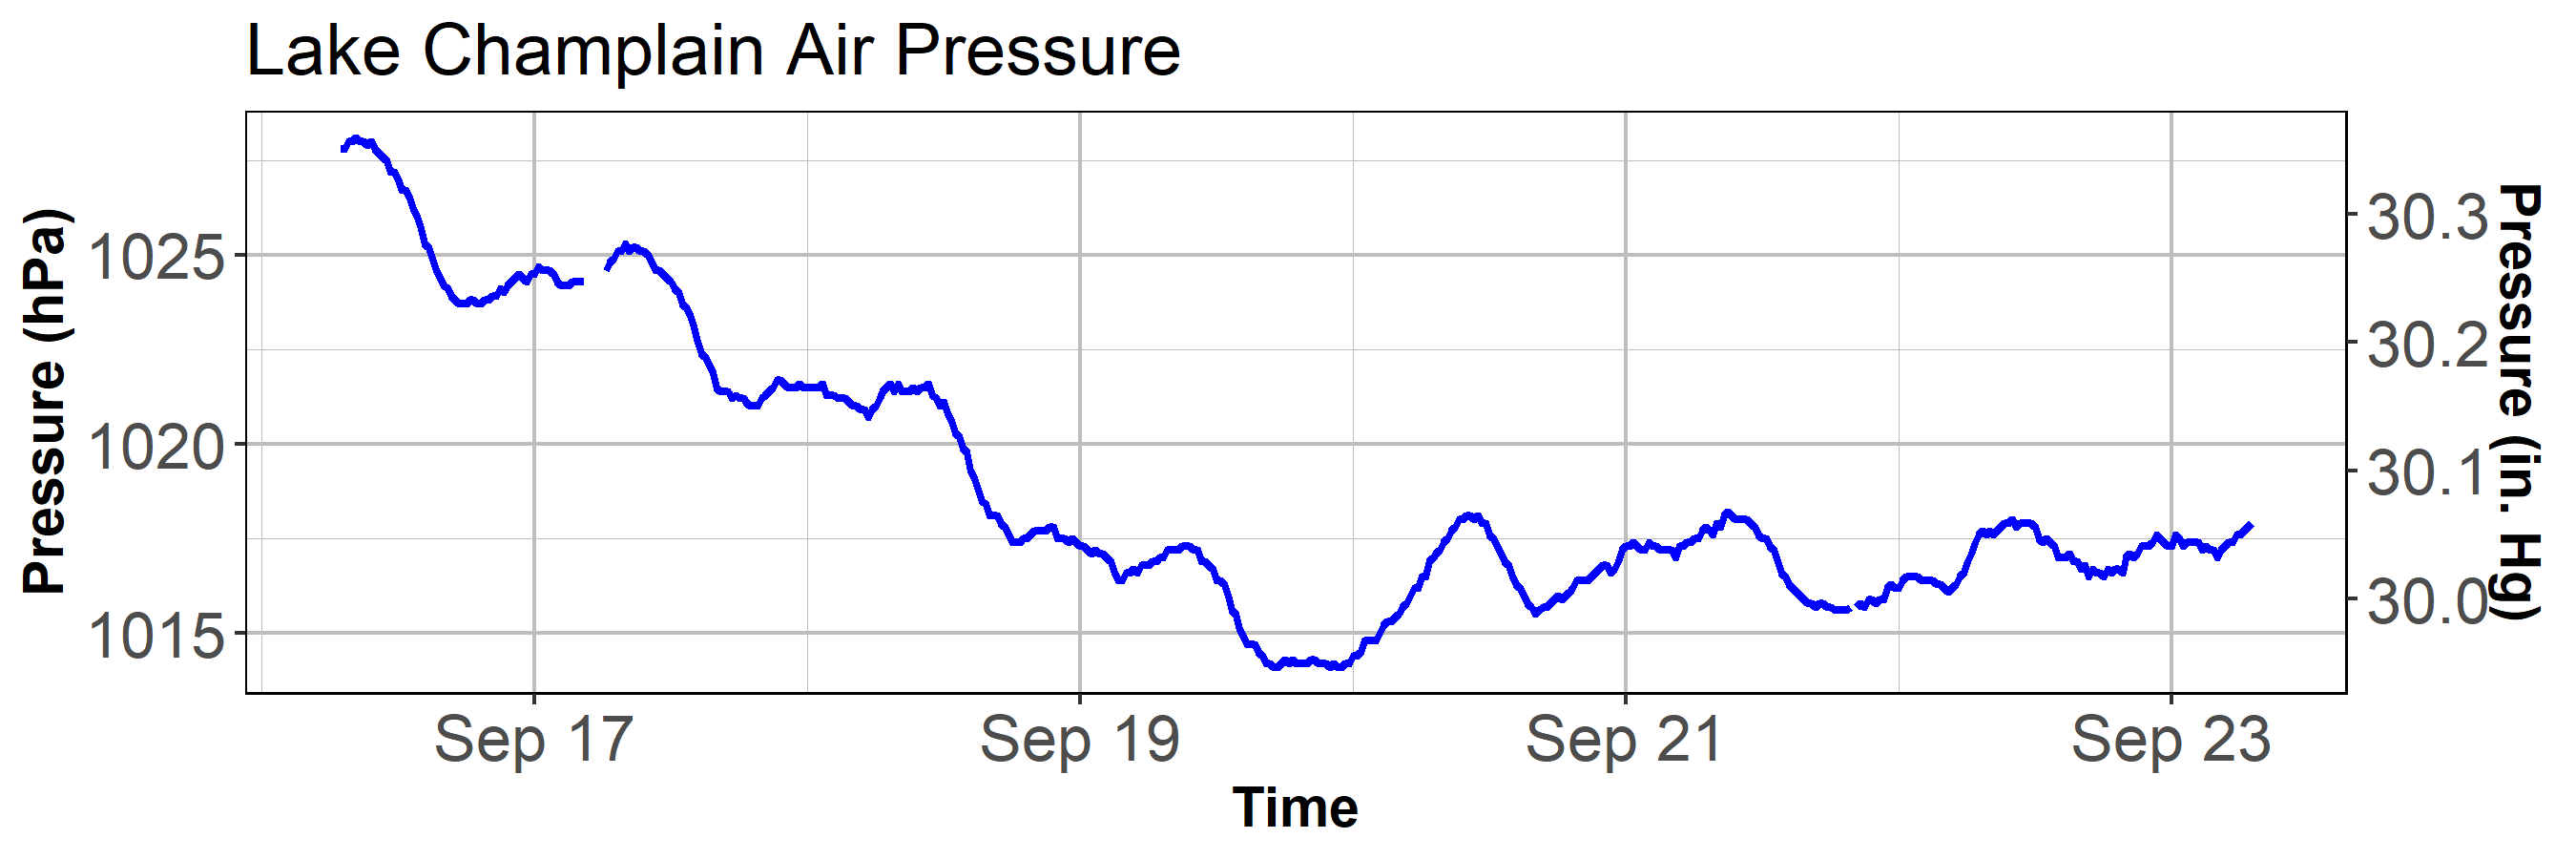 Lake Champlain Air Pressure
Pressure (hPa)
1025
1020
1015
30.3
30.2
30.1
30.0
Pressure (in. Hg)
Sep 17
Sep 19
Sep 21
Sep 23
Time